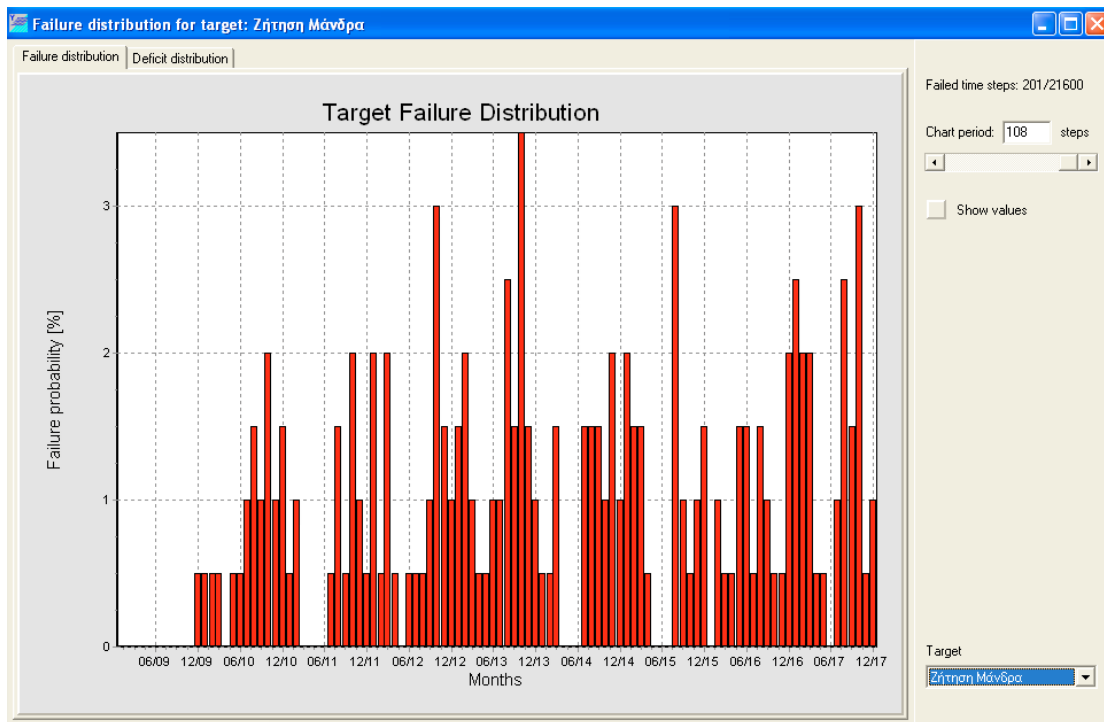 Failure distribution for target: Ζήτηση Μάνδρα
Failure distribution Deficit distribution
Target Failure Distribution
Failure probability [%]
3
2
1
0
06/09 12/09 06/10 12/10 06/11 12/11 06/12 12/12 06/13 12/13 06/14 12/14 06/15 12/15 06/16 12/16 06/17 12/17
Months
Failed time steps: 201/21600
Chart period: 108 steps
Show values
Target
Ζήτηση Μάνδρα